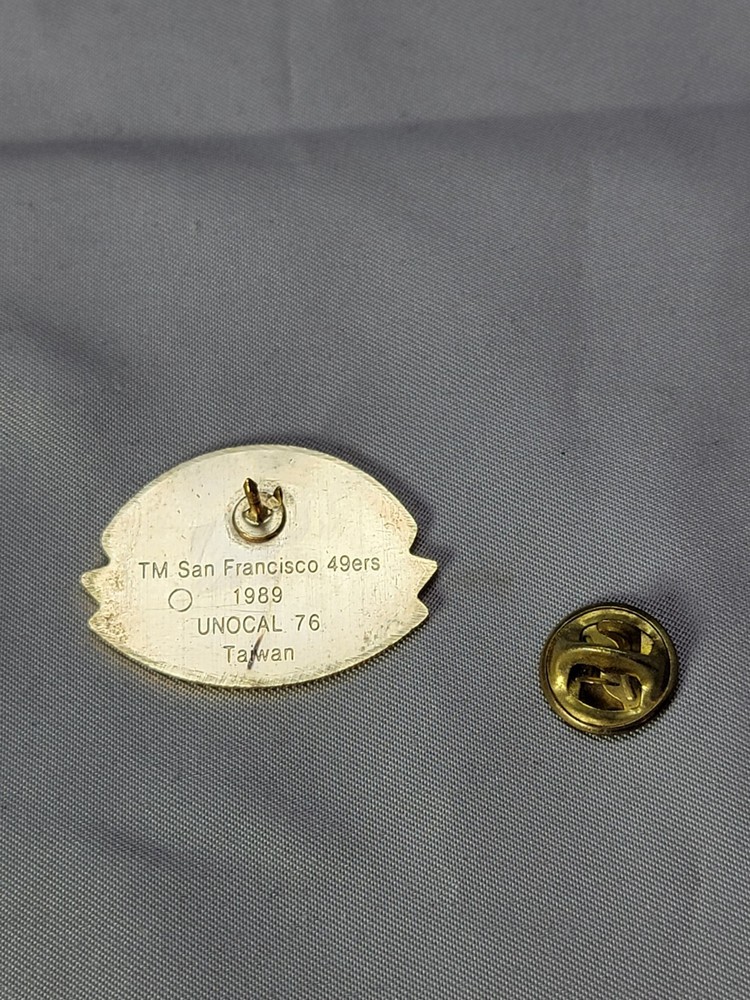 TM San Francisco 49ers
1989
UNOCAL 76
Taiwan